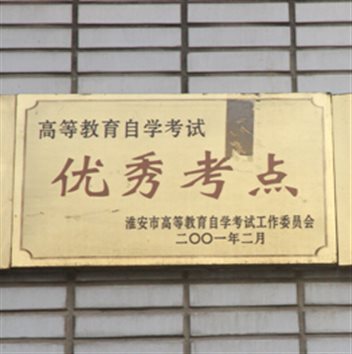 高等教育自学考试
优秀考点
淮安市高等教育自学考试工作委员会
二〇〇一年二月